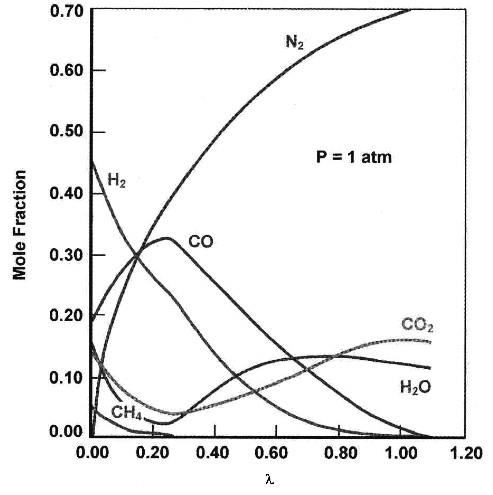 0.70
0.60
0.50
0.40
0.30
0.20
0.10
0.00
Mole Fraction
N₂
P = 1 atm
H₂
CO
CO₂
H₂O
CH₄
0.00 0.20 0.40 0.60 0.80 1.00 1.20
λ